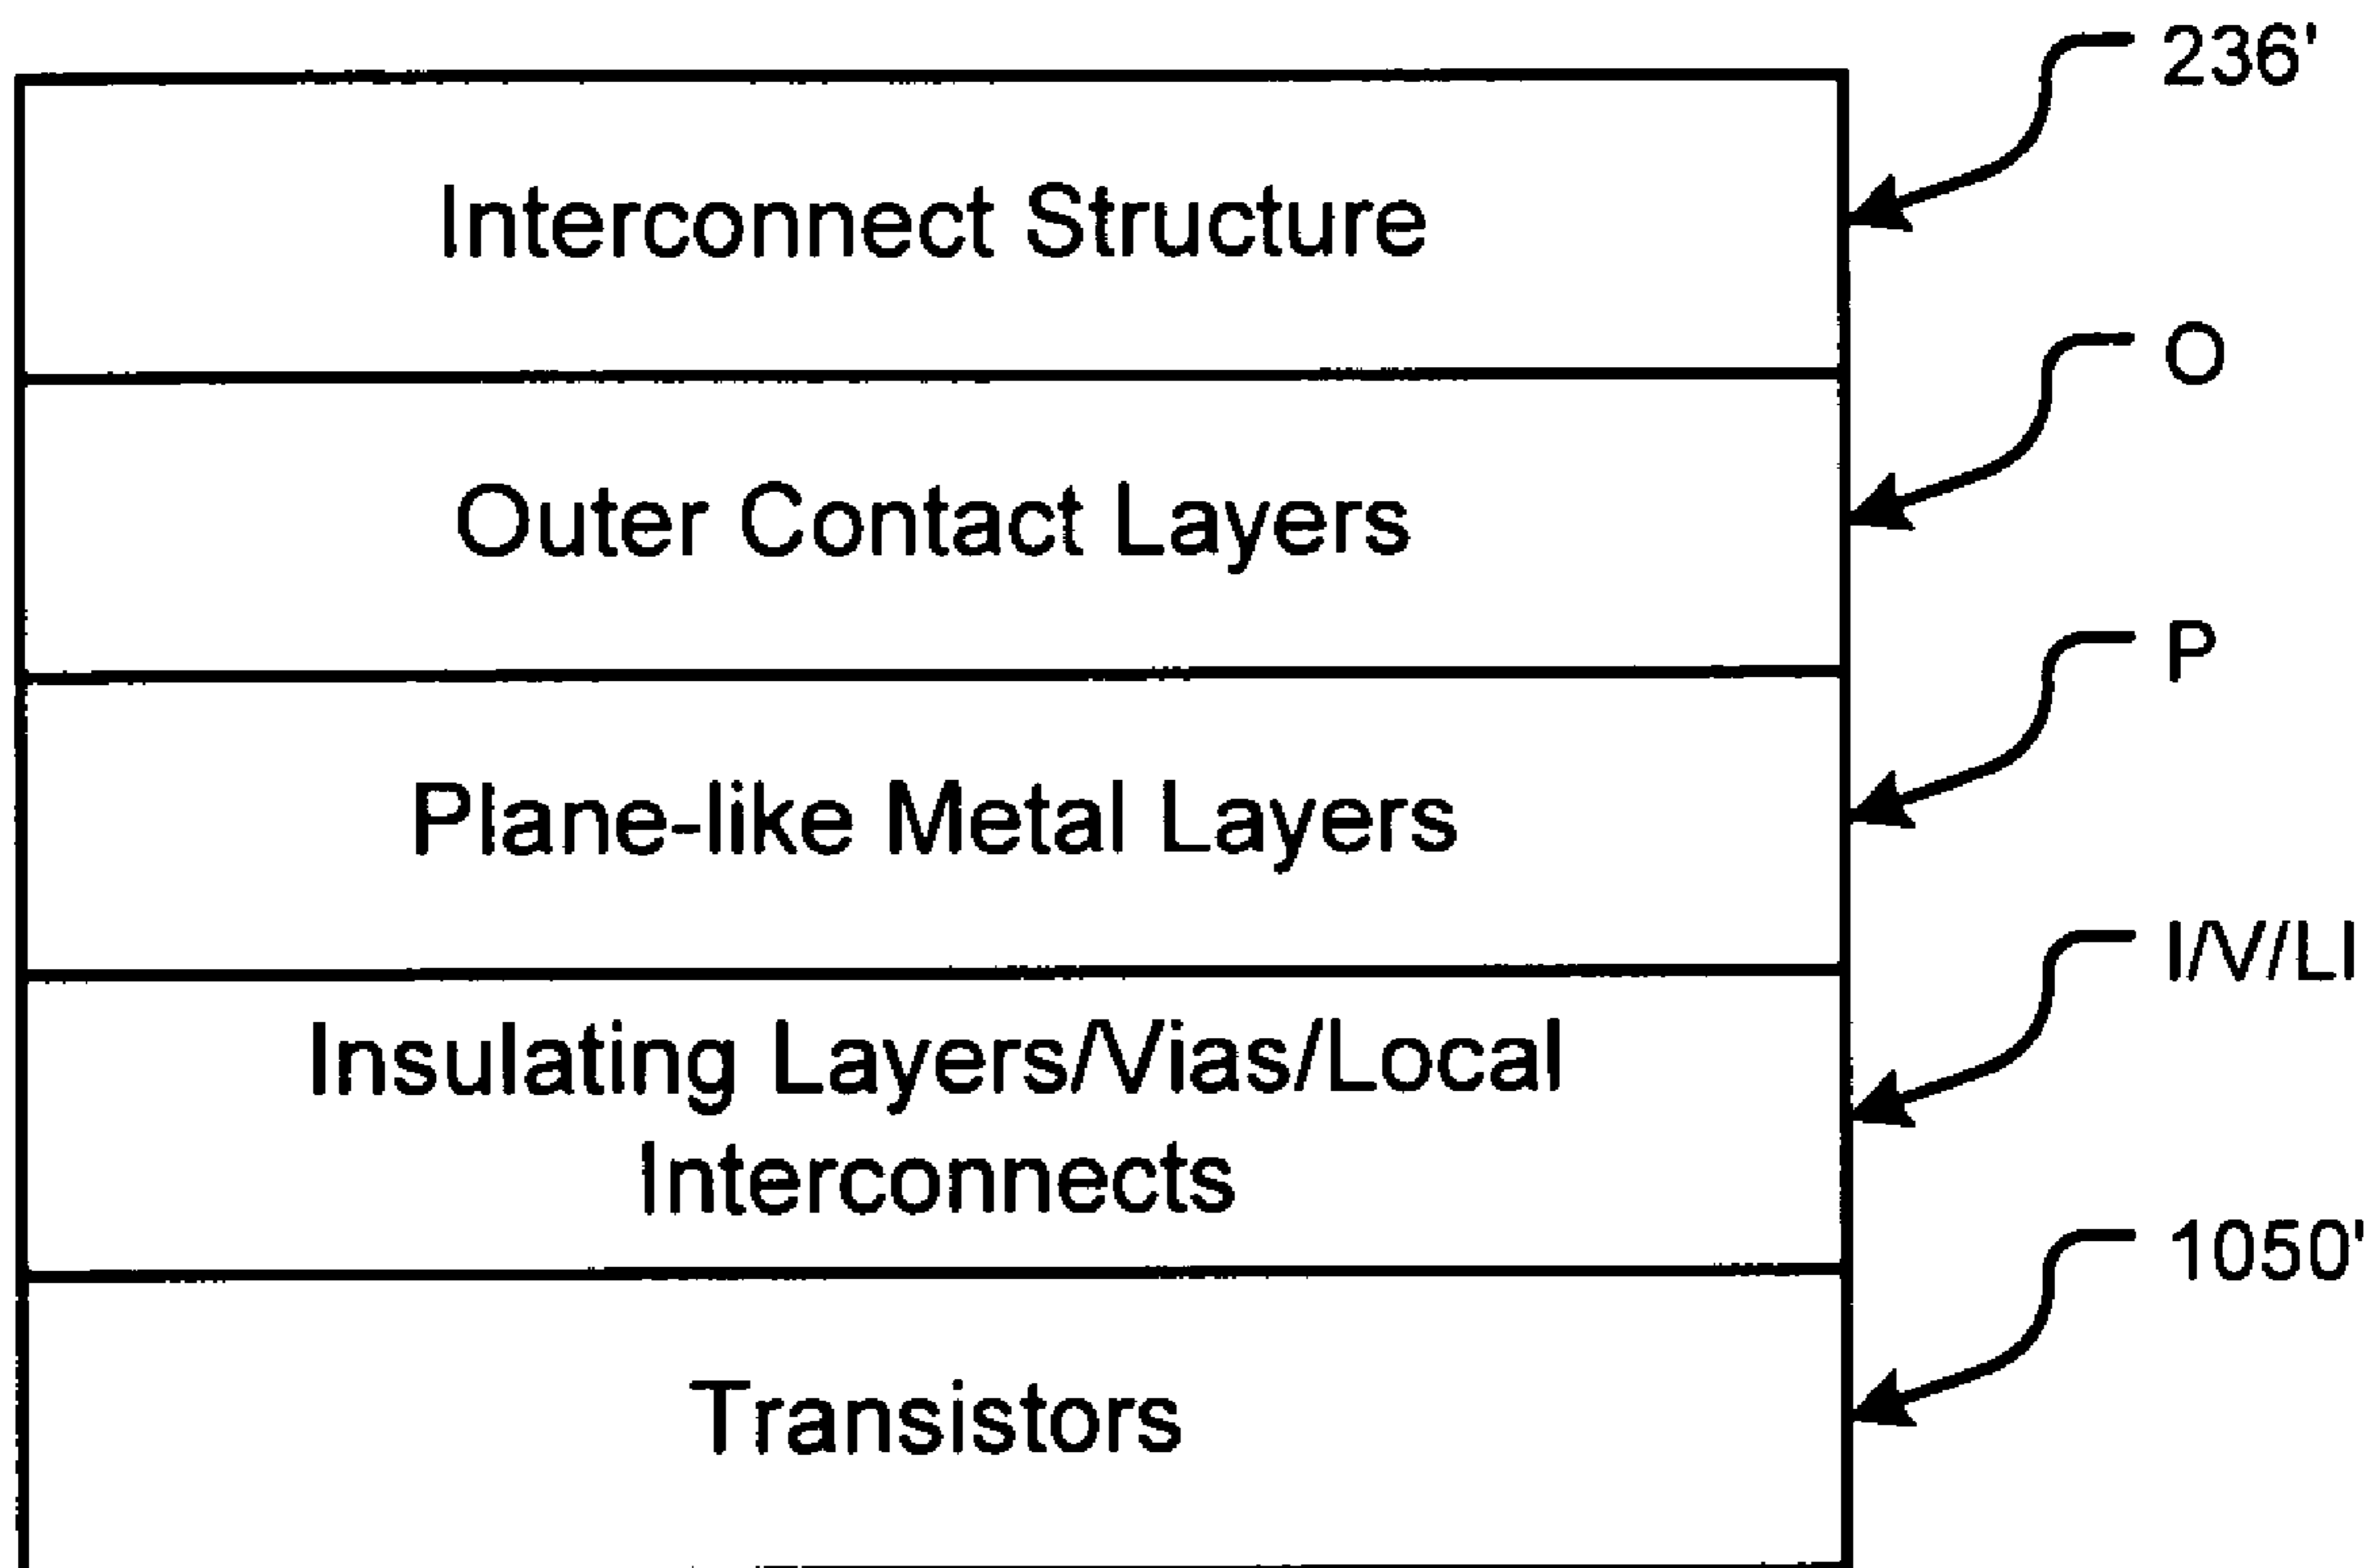 236'
Interconnect Structure
O
Outer Contact Layers
P
Plane-like Metal Layers
I/V/LI
Insulating Layers/Vias/Local
Interconnects
1050'
Transistors